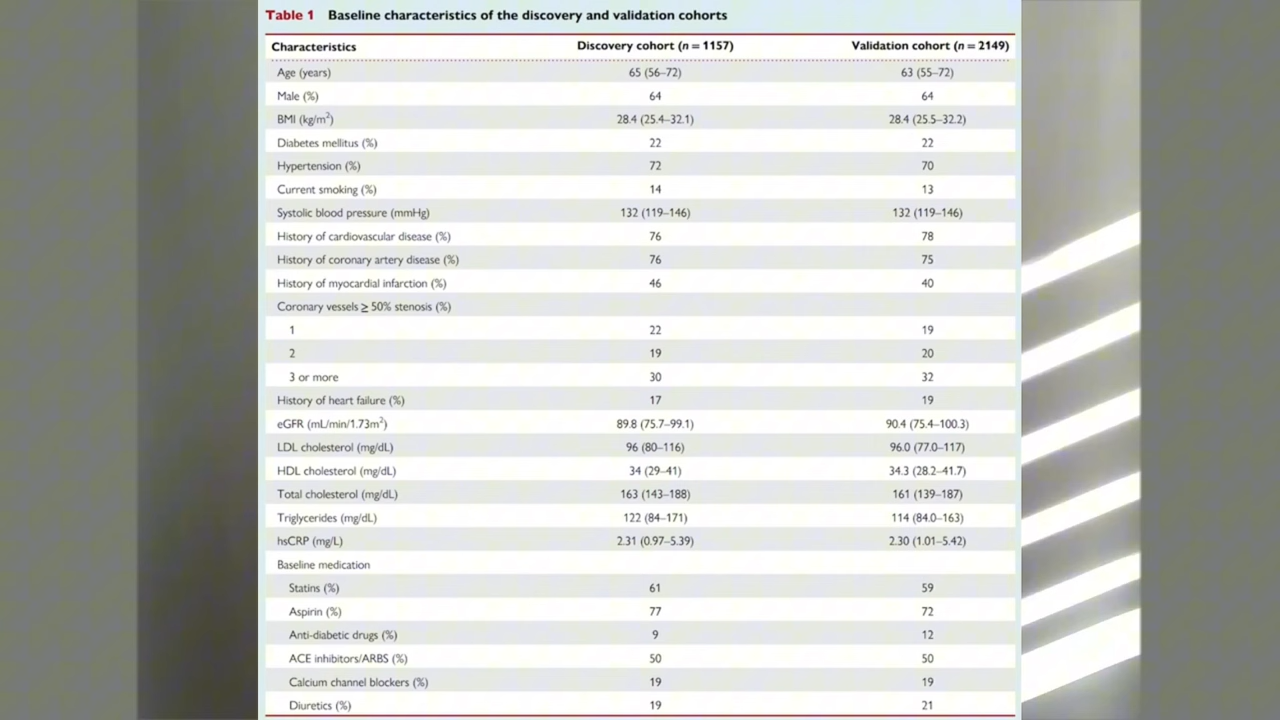 Table 1 Baseline characteristics of the discovery and validation cohorts
Characteristics Discovery cohort (n = 1157) Validation cohort (n = 2149)
Age (years) 65 (56–72) 63 (55–72)
Male (%) 64 64
BMI (kg/m²) 28.4 (25.4–32.1) 28.4 (25.5–32.2)
Diabetes mellitus (%) 22 22
Hypertension (%) 72 70
Current smoking (%) 14 13
Systolic blood pressure (mmHg) 132 (119–146) 132 (119–146)
History of cardiovascular disease (%) 76 78
History of coronary artery disease (%) 76 75
History of myocardial infarction (%) 46 40
Coronary vessels ≥ 50% stenosis (%)
1 22 19
2 19 20
3 or more 30 32
History of heart failure (%) 17 19
eGFR (mL/min/1.73m²) 89.8 (75.7–99.1) 90.4 (75.4–100.3)
LDL cholesterol (mg/dL) 96 (80–116) 96.0 (77.0–117)
HDL cholesterol (mg/dL) 34 (29–41) 34.3 (28.2–41.7)
Total cholesterol (mg/dL) 163 (143–188) 161 (139–187)
Triglycerides (mg/dL) 122 (84–171) 114 (84.0–163)
hsCRP (mg/L) 2.31 (0.97–5.39) 2.30 (1.01–5.42)
Baseline medication
Statins (%) 61 59
Aspirin (%) 77 72
Anti-diabetic drugs (%) 9 12
ACE inhibitors/ARBS (%) 50 50
Calcium channel blockers (%) 19 19
Diuretics (%) 19 21